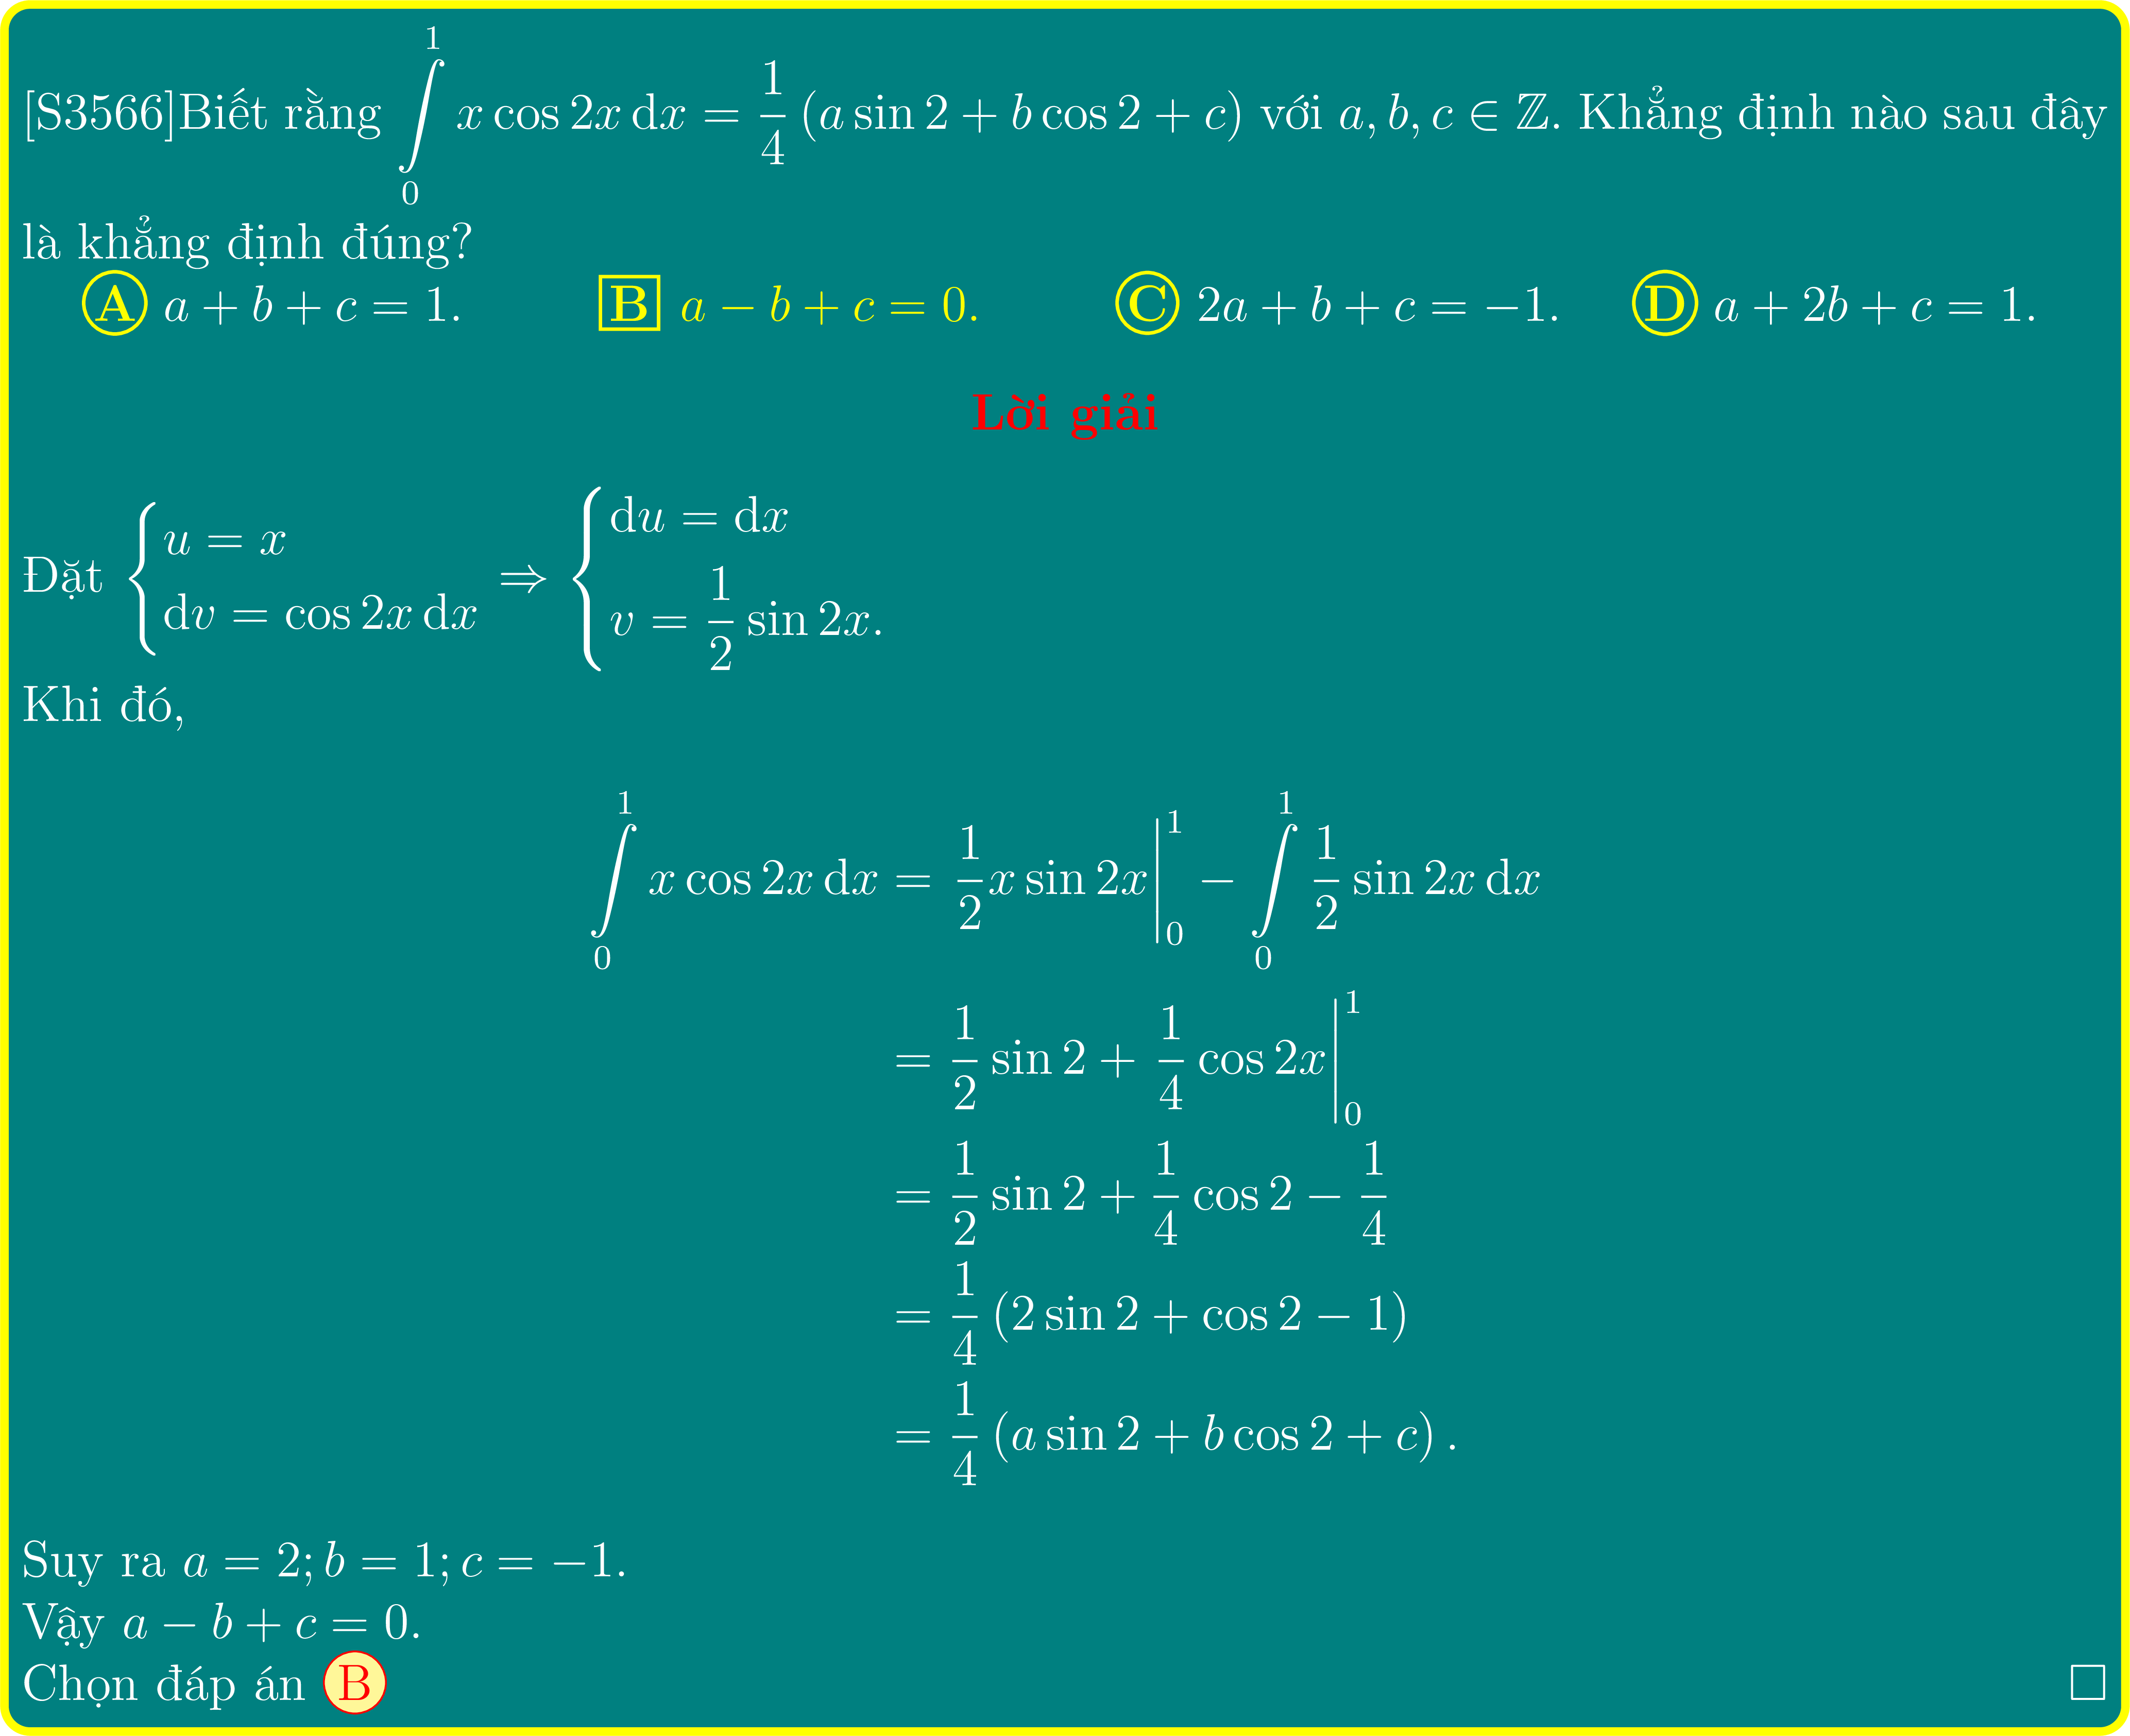 [S3566]Biết rằng $\int\limits_0^1 x\cos 2x\,\mathrm{d}x = \frac{1}{4}(a\sin 2 + b\cos 2 + c)$ với $a, b, c \in \mathbb{Z}$. Khẳng định nào sau đây
là khẳng định đúng?
A $a + b + c = 1$. B $a - b + c = 0$. C $2a + b + c = -1$. D $a + 2b + c = 1$.
Lời giải
Đặt $\begin{cases} u = x \\ \mathrm{d}v = \cos 2x\,\mathrm{d}x \end{cases} \Rightarrow \begin{cases} \mathrm{d}u = \mathrm{d}x \\ v = \frac{1}{2}\sin 2x. \end{cases}$
Khi đó,
$\int\limits_0^1 x\cos 2x\,\mathrm{d}x = \left.\frac{1}{2}x\sin 2x\right|_0^1 - \int\limits_0^1 \frac{1}{2}\sin 2x\,\mathrm{d}x$
$= \frac{1}{2}\sin 2 + \left.\frac{1}{4}\cos 2x\right|_0^1$
$= \frac{1}{2}\sin 2 + \frac{1}{4}\cos 2 - \frac{1}{4}$
$= \frac{1}{4}(2\sin 2 + \cos 2 - 1)$
$= \frac{1}{4}(a\sin 2 + b\cos 2 + c).$
Suy ra $a = 2; b = 1; c = -1$.
Vậy $a - b + c = 0$.
Chọn đáp án B □